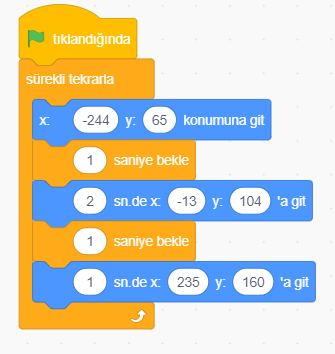 tıklandığında
sürekli tekrarla
x: -244 y: 65 konumuna git
1 saniye bekle
2 sn.de x: -13 y: 104 'a git
1 saniye bekle
1 sn.de x: 235 y: 160 'a git